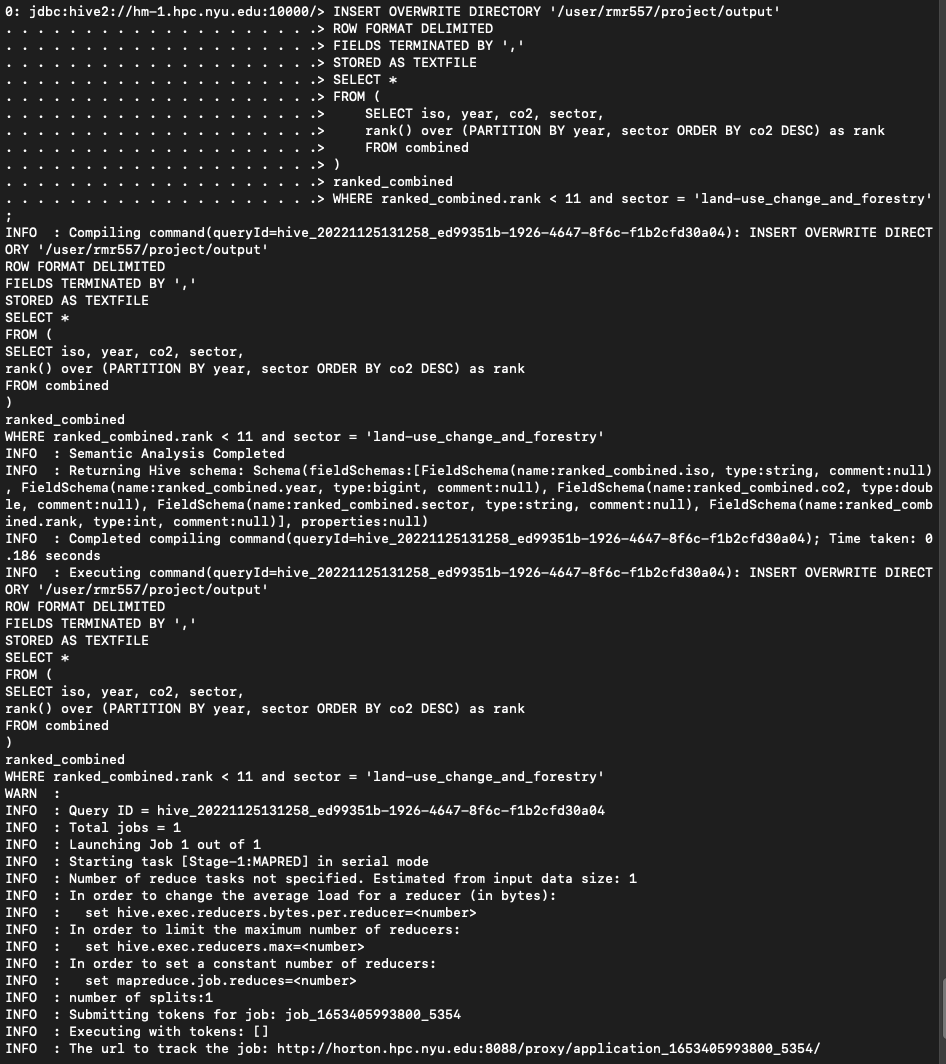 0: jdbc:hive2://hm-1.hpc.nyu.edu:10000/> INSERT OVERWRITE DIRECTORY '/user/rmr557/project/output'
. . . . . . . . . . . . . . . . . . . .> ROW FORMAT DELIMITED
. . . . . . . . . . . . . . . . . . . .> FIELDS TERMINATED BY ','
. . . . . . . . . . . . . . . . . . . .> STORED AS TEXTFILE
. . . . . . . . . . . . . . . . . . . .> SELECT *
. . . . . . . . . . . . . . . . . . . .> FROM (
. . . . . . . . . . . . . . . . . . . .>     SELECT iso, year, co2, sector,
. . . . . . . . . . . . . . . . . . . .>     rank() over (PARTITION BY year, sector ORDER BY co2 DESC) as rank
. . . . . . . . . . . . . . . . . . . .>     FROM combined
. . . . . . . . . . . . . . . . . . . .> )
. . . . . . . . . . . . . . . . . . . .> ranked_combined
. . . . . . . . . . . . . . . . . . . .> WHERE ranked_combined.rank < 11 and sector = 'land-use_change_and_forestry'
;
INFO  : Compiling command(queryId=hive_20221125131258_ed99351b-1926-4647-8f6c-f1b2cfd30a04): INSERT OVERWRITE DIRECT
ORY '/user/rmr557/project/output'
ROW FORMAT DELIMITED
FIELDS TERMINATED BY ','
STORED AS TEXTFILE
SELECT *
FROM (
SELECT iso, year, co2, sector,
rank() over (PARTITION BY year, sector ORDER BY co2 DESC) as rank
FROM combined
)
ranked_combined
WHERE ranked_combined.rank < 11 and sector = 'land-use_change_and_forestry'
INFO  : Semantic Analysis Completed
INFO  : Returning Hive schema: Schema(fieldSchemas:[FieldSchema(name:ranked_combined.iso, type:string, comment:null)
, FieldSchema(name:ranked_combined.year, type:bigint, comment:null), FieldSchema(name:ranked_combined.co2, type:doub
le, comment:null), FieldSchema(name:ranked_combined.sector, type:string, comment:null), FieldSchema(name:ranked_comb
ined.rank, type:int, comment:null)], properties:null)
INFO  : Completed compiling command(queryId=hive_20221125131258_ed99351b-1926-4647-8f6c-f1b2cfd30a04); Time taken: 0
.186 seconds
INFO  : Executing command(queryId=hive_20221125131258_ed99351b-1926-4647-8f6c-f1b2cfd30a04): INSERT OVERWRITE DIRECT
ORY '/user/rmr557/project/output'
ROW FORMAT DELIMITED
FIELDS TERMINATED BY ','
STORED AS TEXTFILE
SELECT *
FROM (
SELECT iso, year, co2, sector,
rank() over (PARTITION BY year, sector ORDER BY co2 DESC) as rank
FROM combined
)
ranked_combined
WHERE ranked_combined.rank < 11 and sector = 'land-use_change_and_forestry'
WARN  :
INFO  : Query ID = hive_20221125131258_ed99351b-1926-4647-8f6c-f1b2cfd30a04
INFO  : Total jobs = 1
INFO  : Launching Job 1 out of 1
INFO  : Starting task [Stage-1:MAPRED] in serial mode
INFO  : Number of reduce tasks not specified. Estimated from input data size: 1
INFO  : In order to change the average load for a reducer (in bytes):
INFO  :   set hive.exec.reducers.bytes.per.reducer=<number>
INFO  : In order to limit the maximum number of reducers:
INFO  :   set hive.exec.reducers.max=<number>
INFO  : In order to set a constant number of reducers:
INFO  :   set mapreduce.job.reduces=<number>
INFO  : number of splits:1
INFO  : Submitting tokens for job: job_1653405993800_5354
INFO  : Executing with tokens: []
INFO  : The url to track the job: http://horton.hpc.nyu.edu:8088/proxy/application_1653405993800_5354/